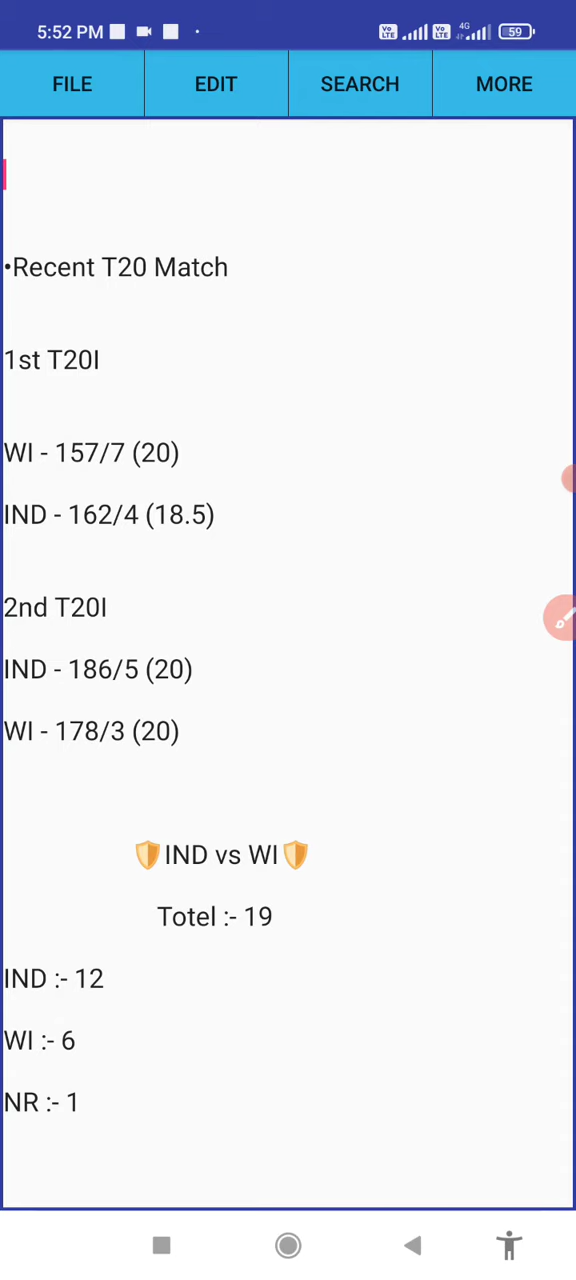 5:52 PM
4G
59
FILE EDIT SEARCH MORE
•Recent T20 Match
1st T20I
WI - 157/7 (20)
IND - 162/4 (18.5)
2nd T20I
IND - 186/5 (20)
WI - 178/3 (20)
🛡️IND vs WI🛡️
Totel :- 19
IND :- 12
WI :- 6
NR :- 1